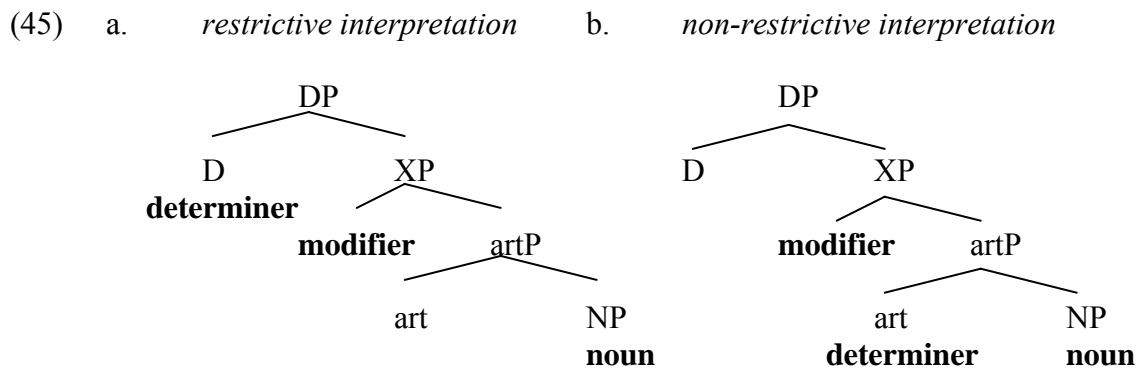 (45) a. restrictive interpretation b. non-restrictive interpretation
DP DP
D XP D XP
determiner
modifier artP modifier artP
art NP art NP
noun determiner noun